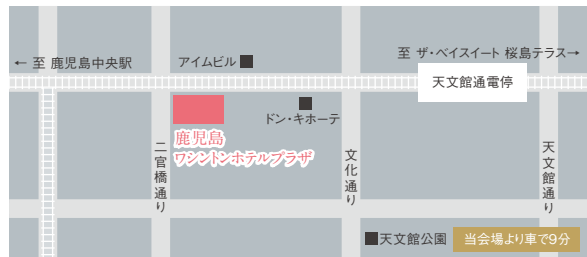 ← 至 鹿児島中央駅
アイムビル
至 ザ・ベイスイート 桜島テラス→
天文館通電停
ドン・キホーテ
鹿児島
ワシントンホテルプラザ
二官橋通り
文化通り
天文館通り
天文館公園
当会場より車で9分